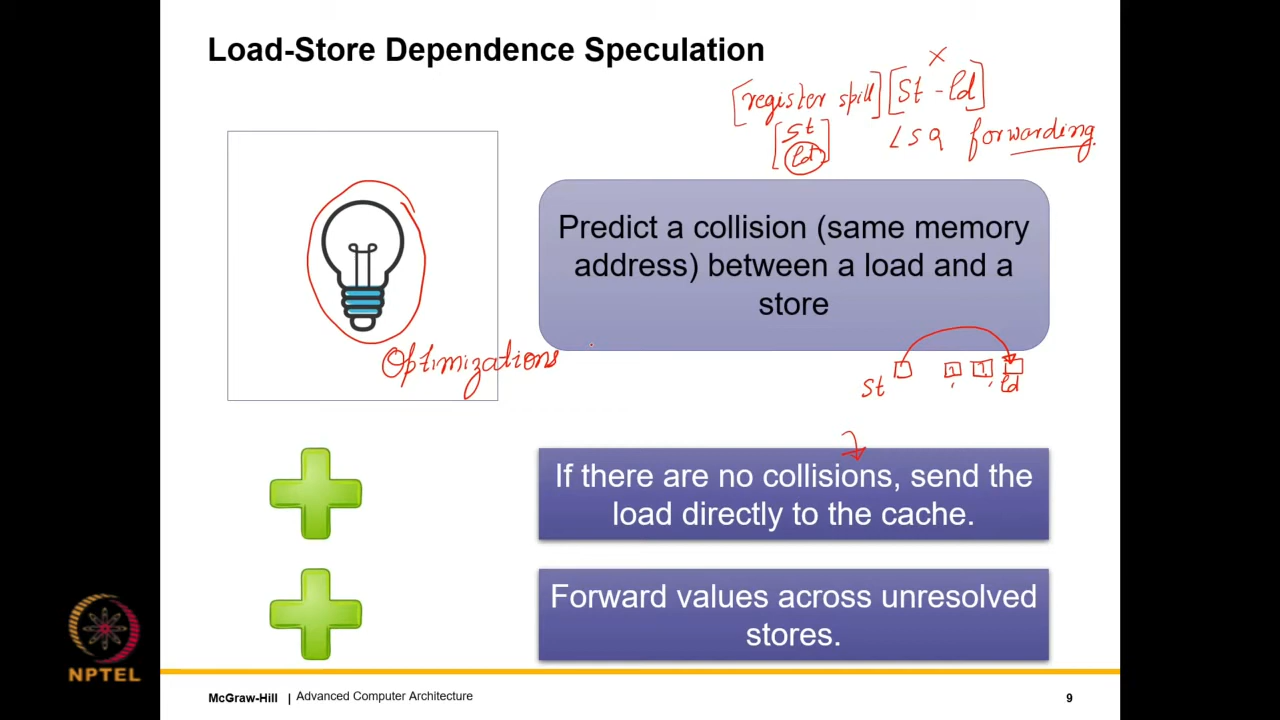 Load-Store Dependence Speculation
×
[register spill] [St - ld]
[St
ld]
LSQ forwarding
Predict a collision (same memory
address) between a load and a
store
Optimizations
St
? ? ld
If there are no collisions, send the
load directly to the cache.
Forward values across unresolved
stores.
NPTEL
McGraw-Hill | Advanced Computer Architecture
9